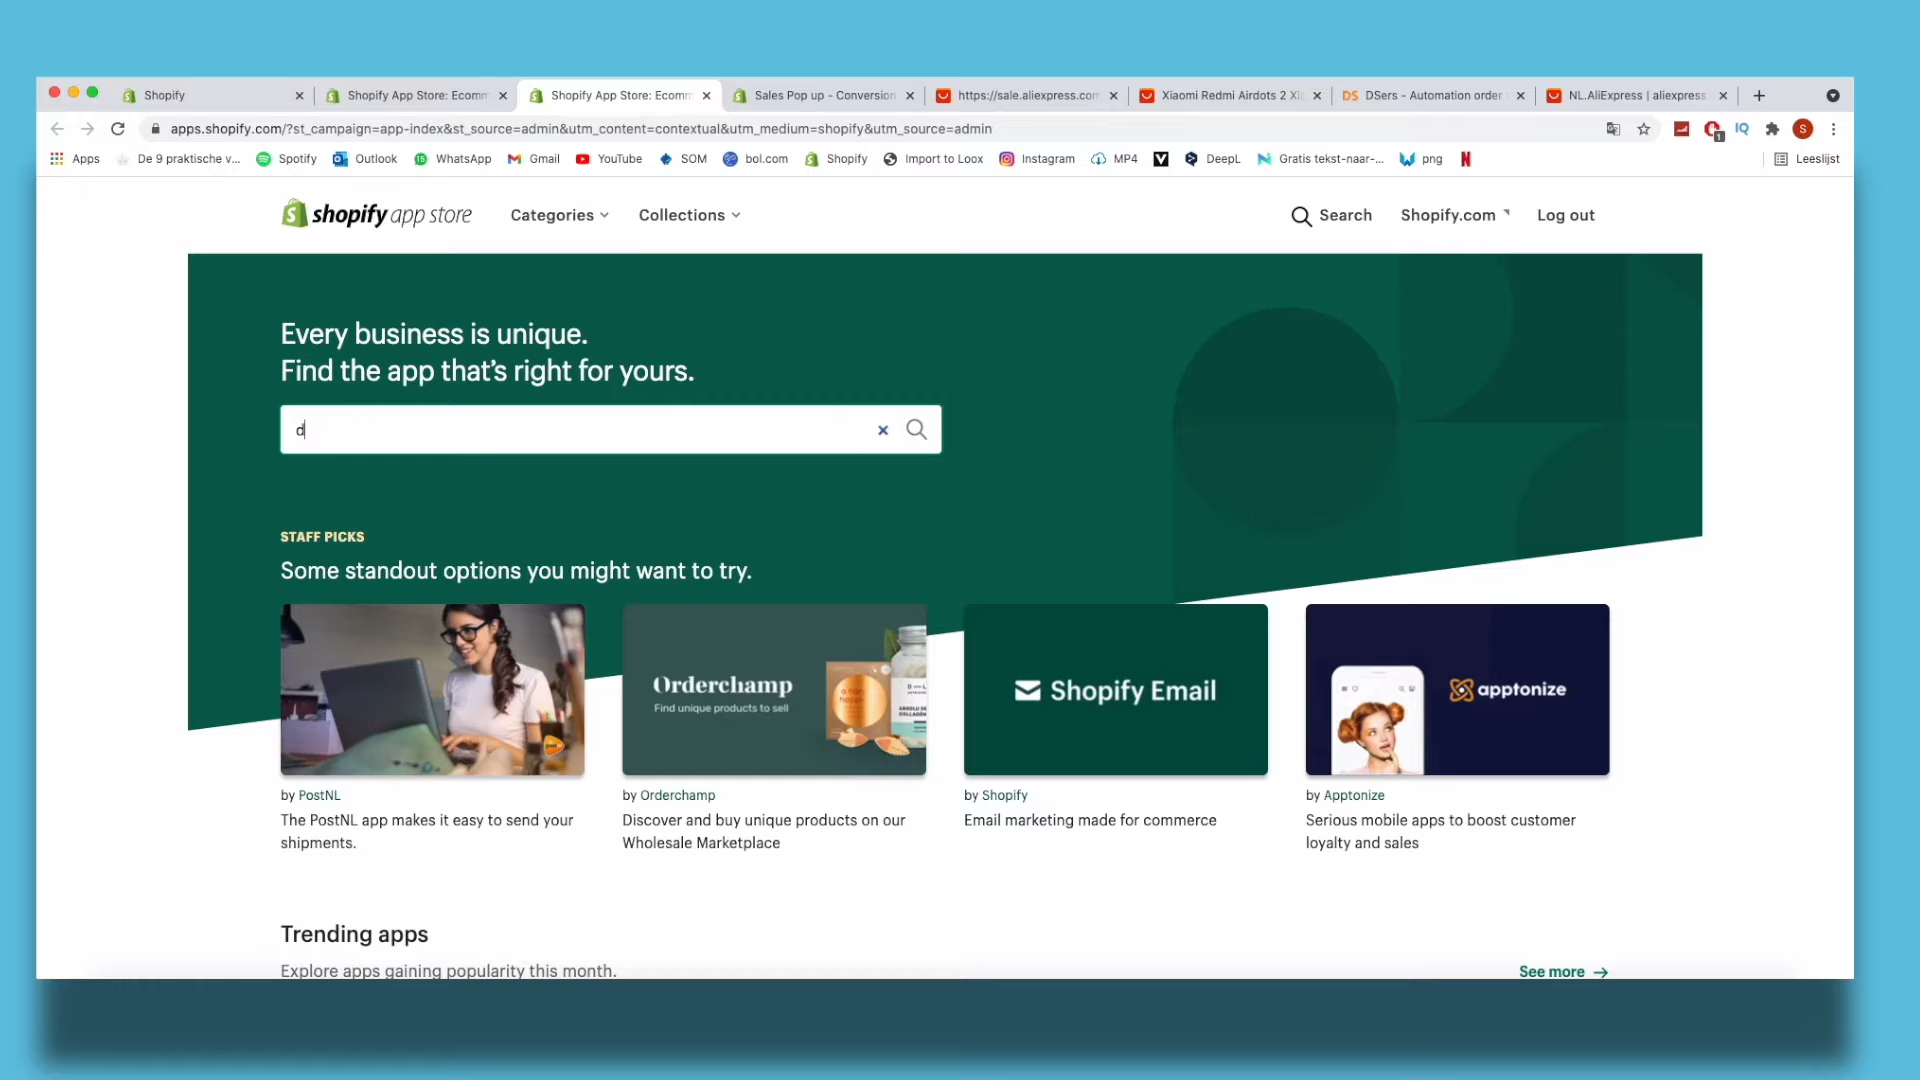 Shopify
Shopify App Store: Ecomm
Shopify App Store: Ecomm
Sales Pop up - Conversion
https://sale.aliexpress.com
Xiaomi Redmi Airdots 2 Xi
DS DSers - Automation order
NL.AliExpress | aliexpress
apps.shopify.com/?st_campaign=app-index&st_source=admin&utm_content=contextual&utm_medium=shopify&utm_source=admin
1
IQ
S
Apps
De 9 praktische v...
Spotify
Outlook
WhatsApp
Gmail
YouTube
SOM
bol.com
Shopify
Import to Loox
Instagram
MP4
V
DeepL
Gratis tekst-naar-...
png
N
Leeslijst
shopify app store
Categories
Collections
Search
Shopify.com
Log out
Every business is unique.
Find the app that's right for yours.
d
STAFF PICKS
Some standout options you might want to try.
Orderchamp
Find unique products to sell
Shopify Email
apptonize
by PostNL
The PostNL app makes it easy to send your
shipments.
by Orderchamp
Discover and buy unique products on our
Wholesale Marketplace
by Shopify
Email marketing made for commerce
by Apptonize
Serious mobile apps to boost customer
loyalty and sales
Trending apps
Explore apps gaining popularity this month.
See more →